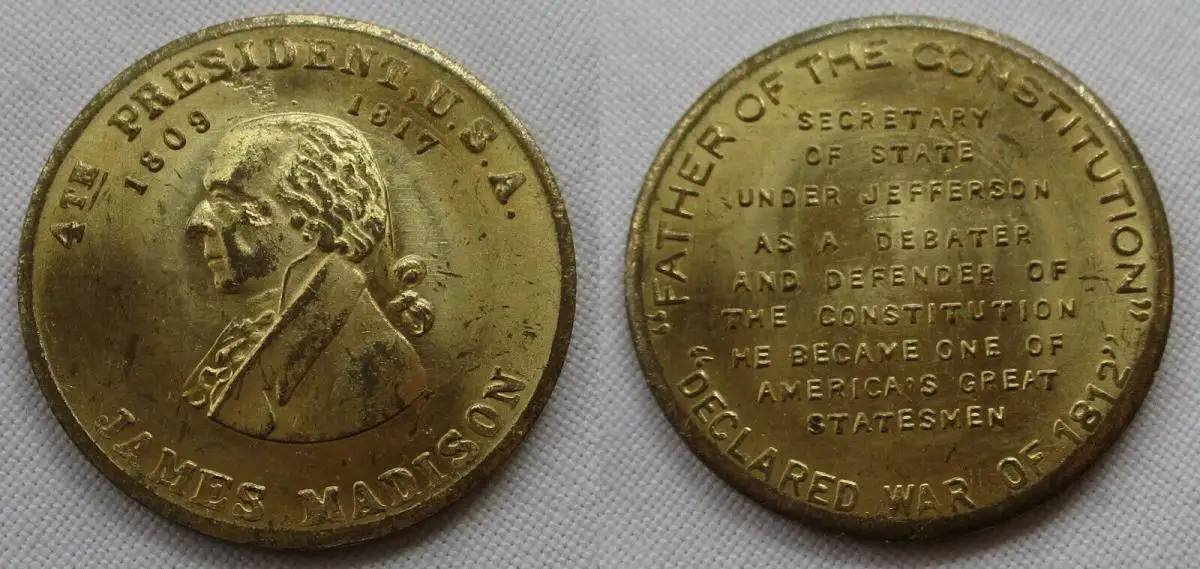 4TH PRESIDENT, U.S.A.
1809 1817
JAMES MADISON
"FATHER OF THE CONSTITUTION"
SECRETARY
OF STATE
UNDER JEFFERSON
AS A DEBATER
AND DEFENDER OF
THE CONSTITUTION
HE BECAME ONE OF
AMERICA'S GREAT
STATESMEN
"DECLARED WAR OF 1812"